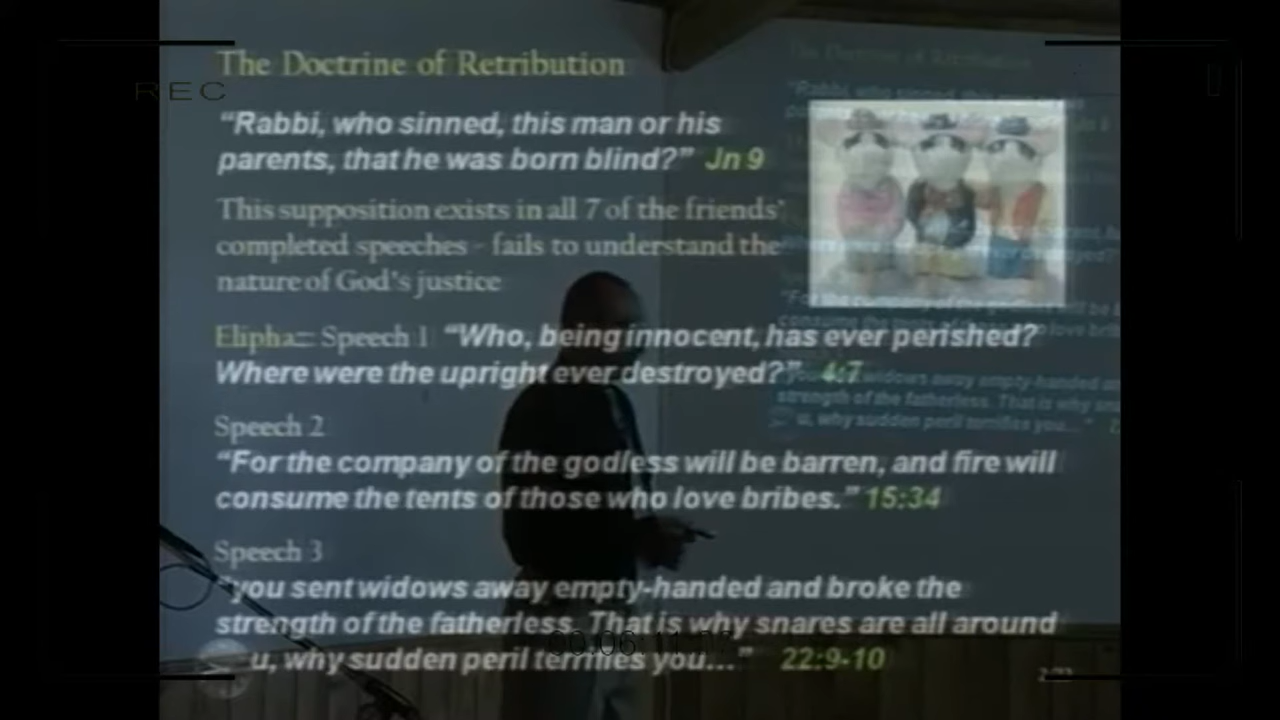 The Doctrine of Retribution
REC
“Rabbi, who sinned, this man or his
parents, that he was born blind?” Jn 9
This supposition exists in all 7 of the friends'
completed speeches - fails to understand the
nature of God's justice
Eliphaz Speech 1 “Who, being innocent, has ever perished?
Where were the upright ever destroyed?” 4:7
Speech 2
“For the company of the godless will be barren, and fire will
consume the tents of those who love bribes.” 15:34
Speech 3
“you sent widows away empty-handed and broke the
strength of the fatherless. That is why snares are all around
u, why sudden peril terrifies you...” 22:9-10